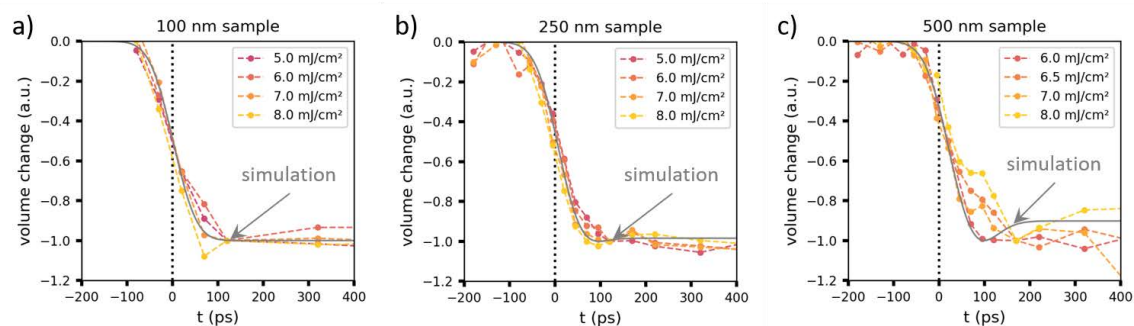 a)
100 nm sample
volume change (a.u.)
0.0
−0.2
−0.4
−0.6
−0.8
−1.0
−1.2
5.0 mJ/cm²
6.0 mJ/cm²
7.0 mJ/cm²
8.0 mJ/cm²
simulation
−200 −100 0 100 200 300 400
t (ps)
b)
250 nm sample
volume change (a.u.)
0.0
−0.2
−0.4
−0.6
−0.8
−1.0
−1.2
5.0 mJ/cm²
6.0 mJ/cm²
7.0 mJ/cm²
8.0 mJ/cm²
simulation
−200 −100 0 100 200 300 400
t (ps)
c)
500 nm sample
volume change (a.u.)
0.0
−0.2
−0.4
−0.6
−0.8
−1.0
−1.2
6.0 mJ/cm²
6.5 mJ/cm²
7.0 mJ/cm²
8.0 mJ/cm²
simulation
−200 −100 0 100 200 300 400
t (ps)